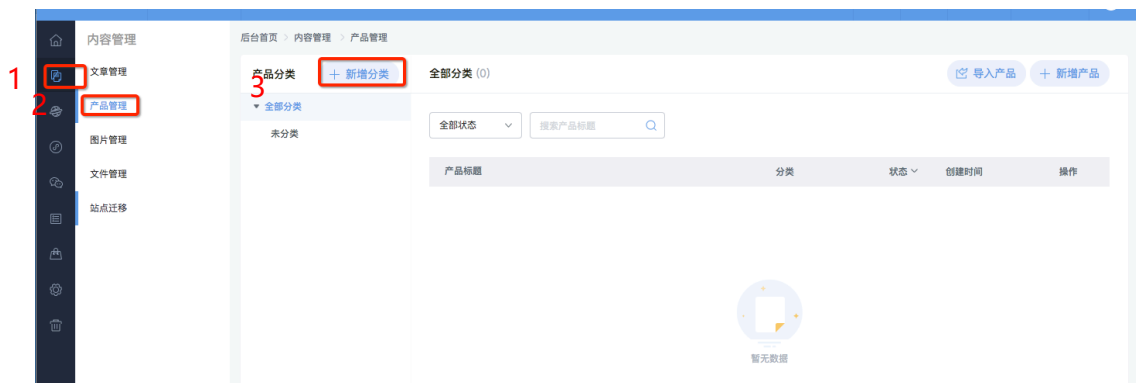 内容管理
后台首页 > 内容管理 > 产品管理
1
文章管理
产品分类
+ 新增分类
全部分类 (0)
导入产品
+ 新增产品
3
2
产品管理
全部分类
图片管理
未分类
全部状态
搜索产品标题
文件管理
产品标题
分类
状态
创建时间
操作
站点迁移
暂无数据